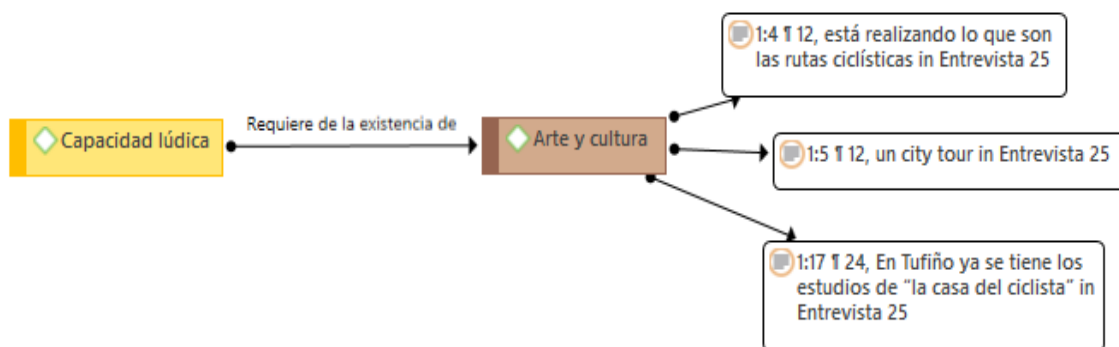 Capacidad lúdica
Requiere de la existencia de
Arte y cultura
1:4 ¶ 12, está realizando lo que son
las rutas ciclísticas in Entrevista 25
1:5 ¶ 12, un city tour in Entrevista 25
1:17 ¶ 24, En Tufiño ya se tiene los
estudios de “la casa del ciclista” in
Entrevista 25